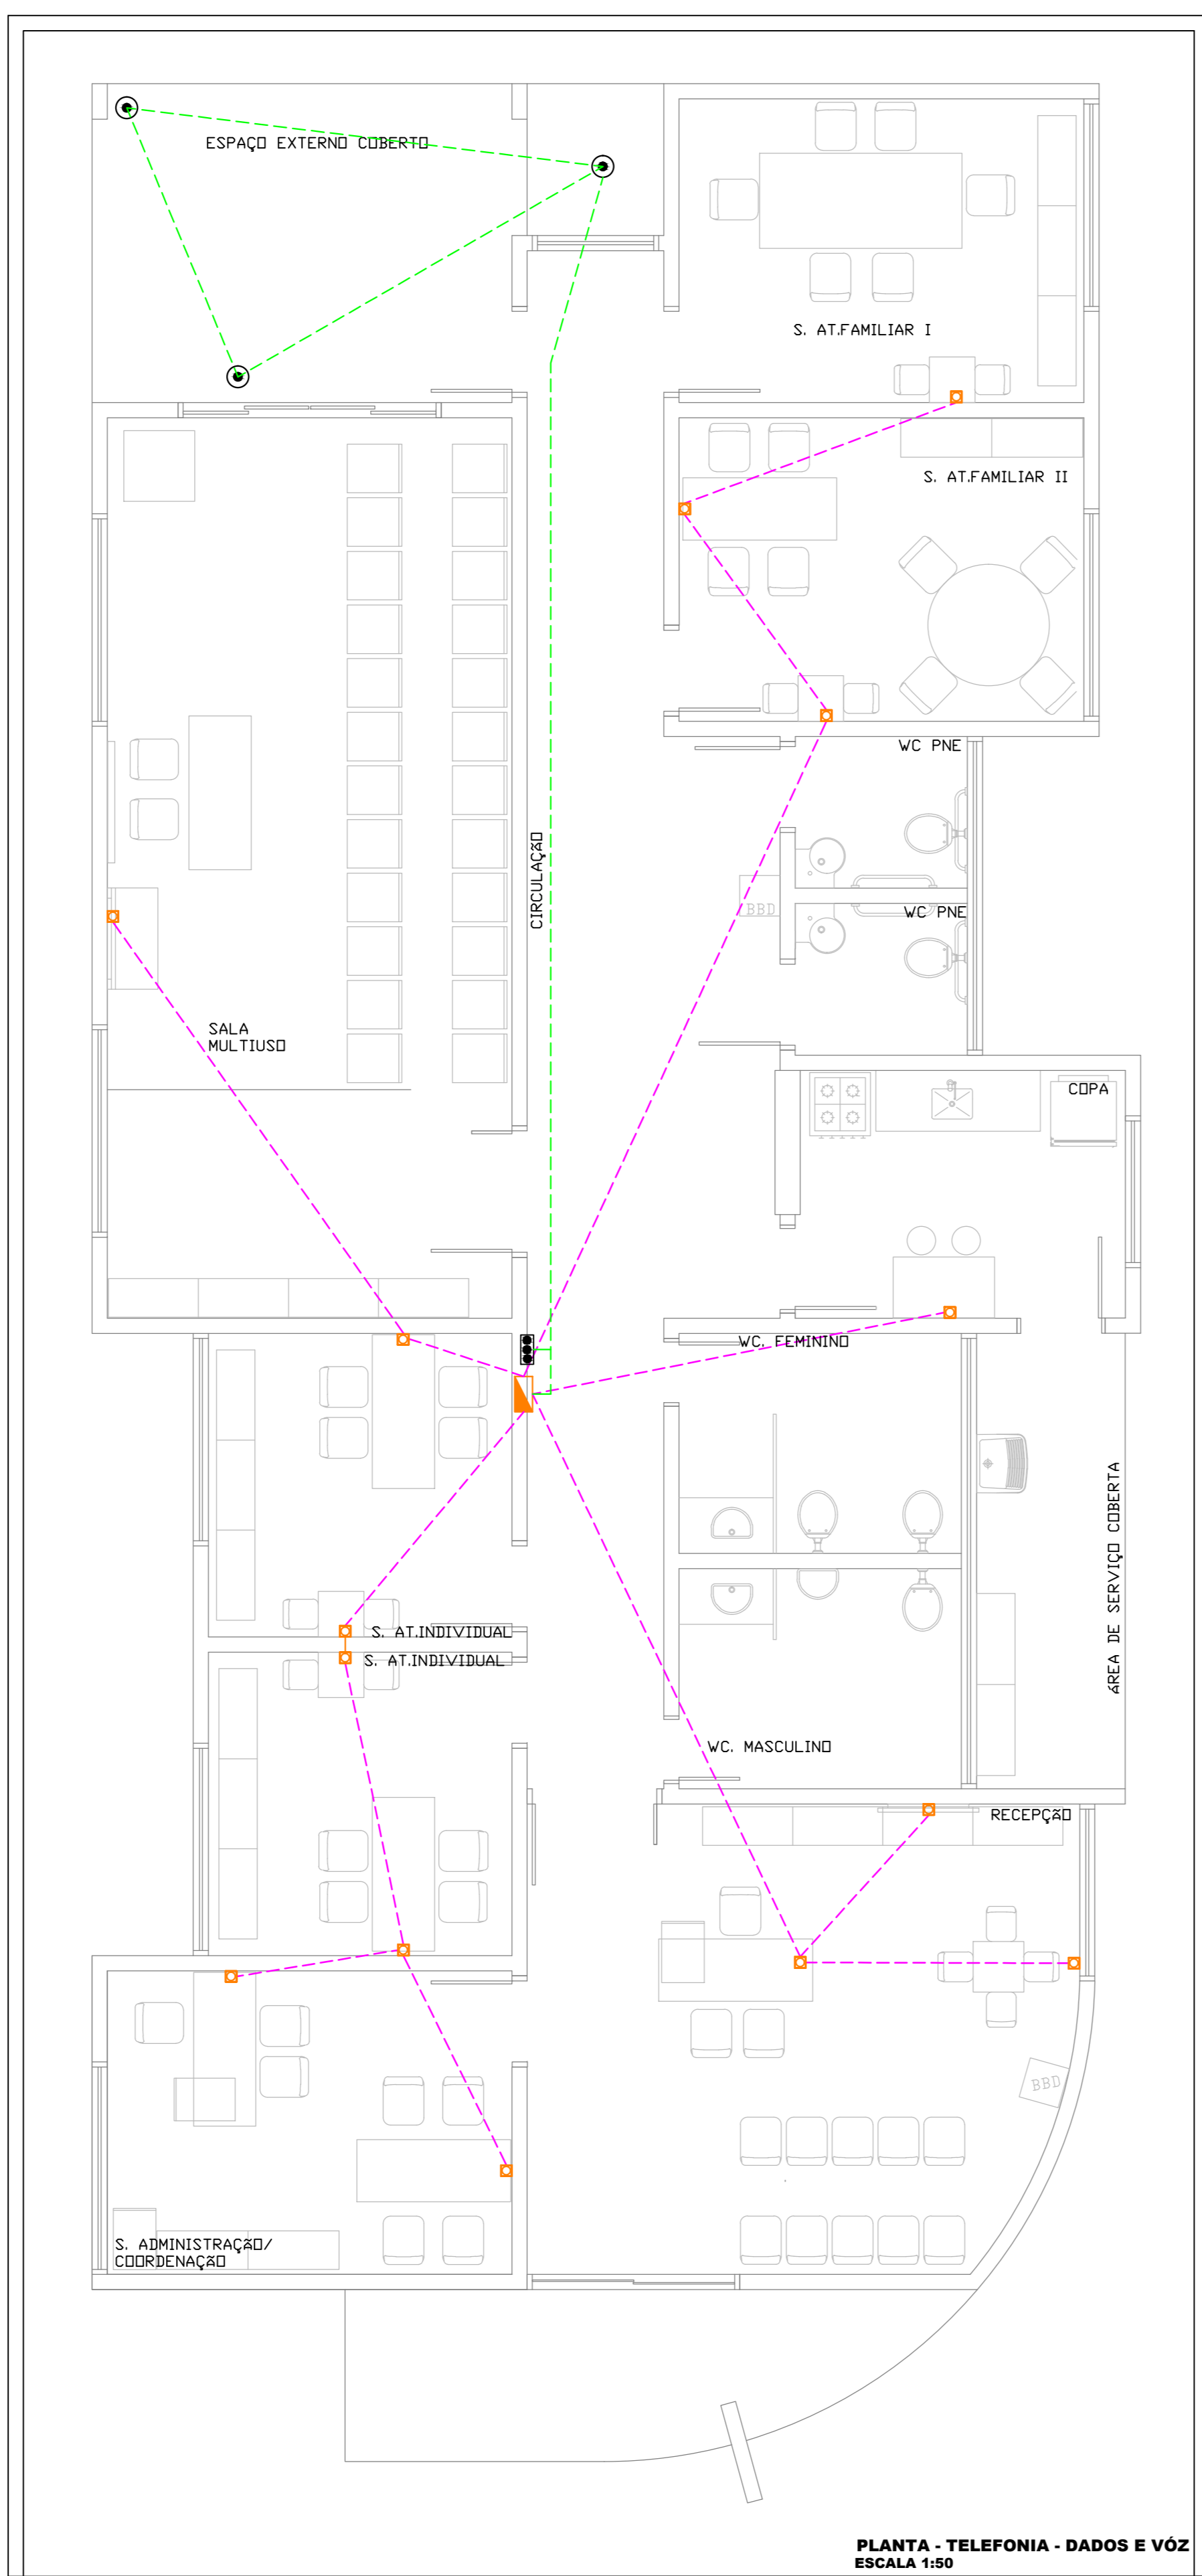 ESPAÇO EXTERNO COBERTO
S. AT.FAMILIAR I
S. AT.FAMILIAR II
WC PNE
CIRCULAÇÃO
BBD
WC PNE
SALA
MULTIUSO
COPA
WC. FEMININO
ÁREA DE SERVIÇO COBERTA
S. AT.INDIVIDUAL
S. AT.INDIVIDUAL
WC. MASCULINO
RECEPÇÃO
BBD
S. ADMINISTRAÇÃO/
COORDENAÇÃO
PLANTA - TELEFONIA - DADOS E VÓZ
ESCALA 1:50